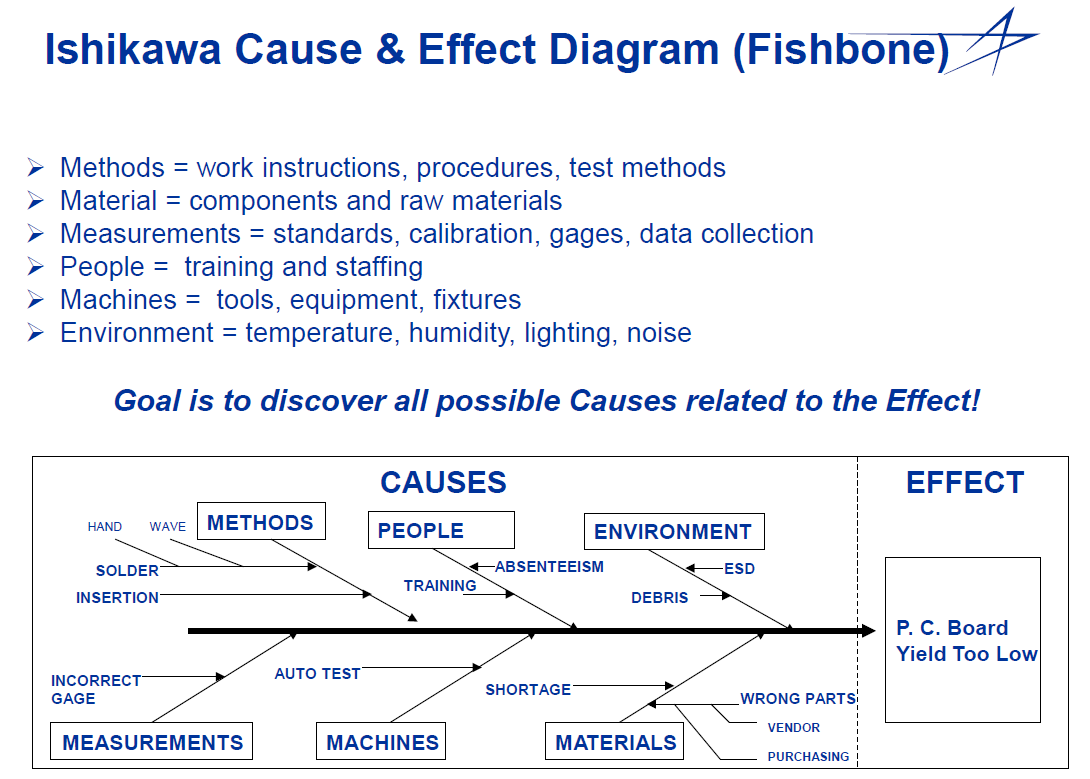 Ishikawa Cause & Effect Diagram (Fishbone)
Methods = work instructions, procedures, test methods
Material = components and raw materials
Measurements = standards, calibration, gages, data collection
People = training and staffing
Machines = tools, equipment, fixtures
Environment = temperature, humidity, lighting, noise
Goal is to discover all possible Causes related to the Effect!
CAUSES
EFFECT
HAND
WAVE
METHODS
PEOPLE
ENVIRONMENT
SOLDER
ABSENTEEISM
ESD
INSERTION
TRAINING
DEBRIS
P. C. Board
Yield Too Low
INCORRECT
GAGE
AUTO TEST
SHORTAGE
WRONG PARTS
VENDOR
PURCHASING
MEASUREMENTS
MACHINES
MATERIALS